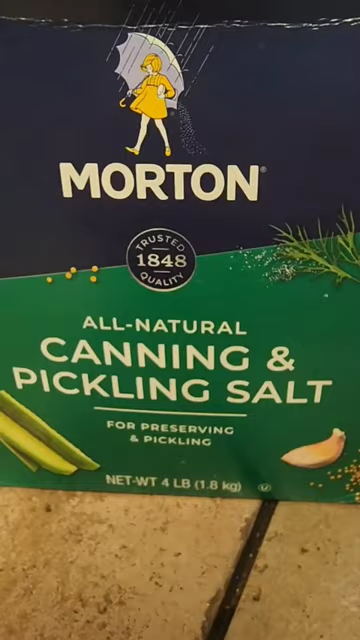 MORTON®
TRUSTED
1848
QUALITY
ALL-NATURAL
CANNING &
PICKLING SALT
FOR PRESERVING
& PICKLING
NET WT 4 LB (1.8 kg)